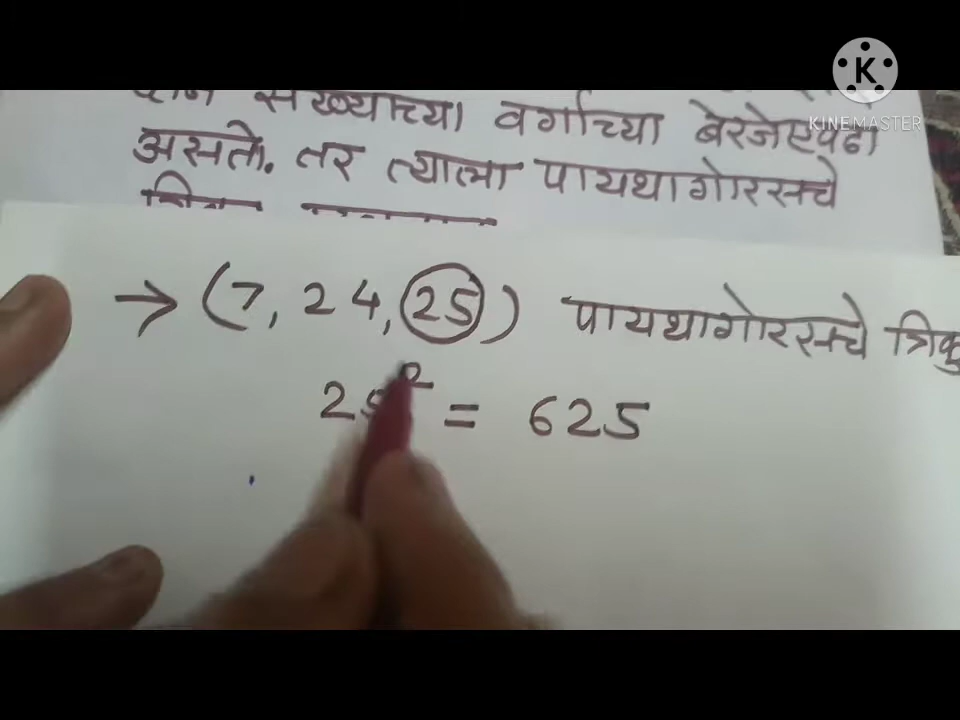 K
KINEMASTER
दोन संख्याच्या वर्गाच्या बेरजेएवढा
असते. तर त्याला पायथागोरसचे
→ (7, 24, 25) पायथागोरसचे त्रिकु
25² = 625